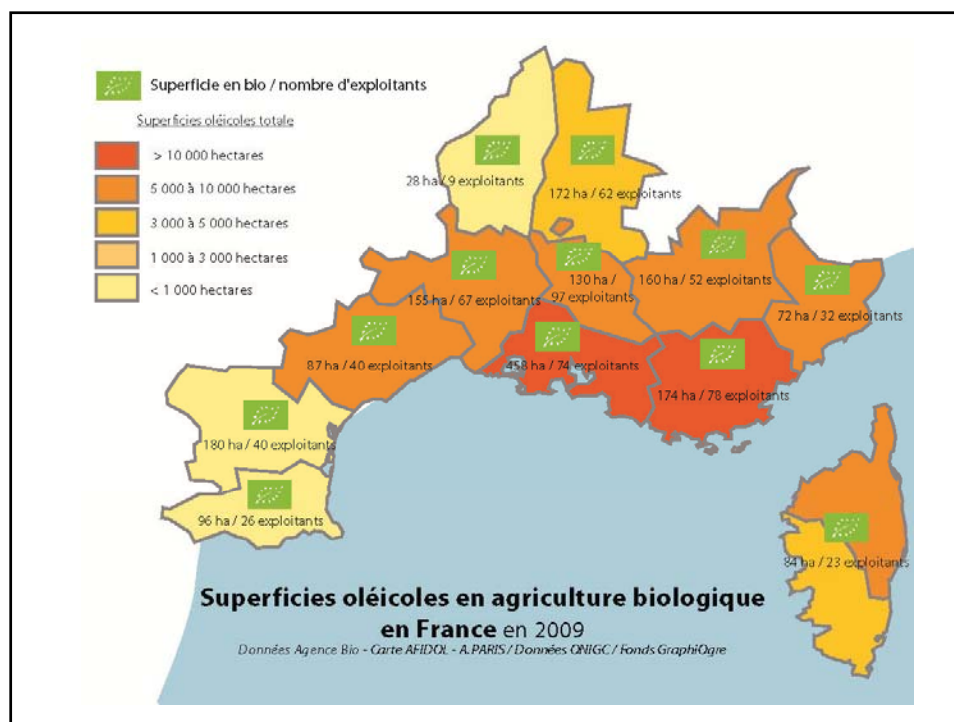 Superficie en bio / nombre d'exploitants
Superficies oléicoles totale
> 10 000 hectares
5 000 à 10 000 hectares
3 000 à 5 000 hectares
1 000 à 3 000 hectares
< 1 000 hectares
28 ha / 9 exploitants
172 ha / 62 exploitants
155 ha / 67 exploitants
130 ha /
97 exploitants
160 ha / 52 exploitants
72 ha / 32 exploitants
87 ha / 40 exploitants
458 ha / 74 exploitants
174 ha / 78 exploitants
180 ha / 40 exploitants
96 ha / 26 exploitants
84 ha / 23 exploitants
Superficies oléicoles en agriculture biologique
en France en 2009
Données Agence Bio - Carte AFIDOL - A.PARIS / Données ONIGC / Fonds GraphiOgre